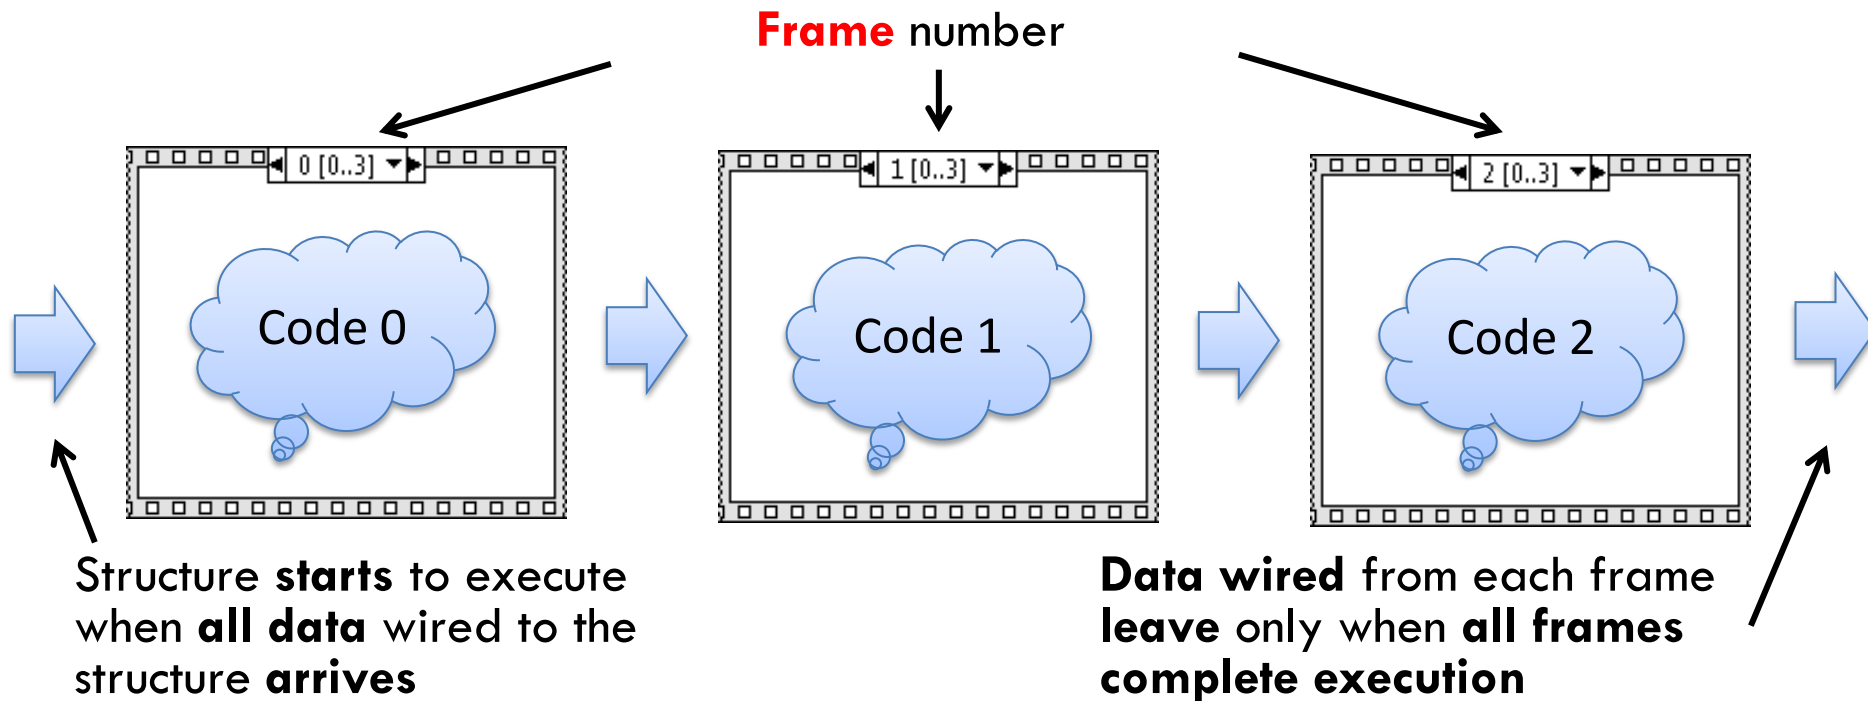 Frame number
0 [0..3]
1 [0..3]
2 [0..3]
Code 0
Code 1
Code 2
Structure starts to execute
when all data wired to the
structure arrives
Data wired from each frame
leave only when all frames
complete execution